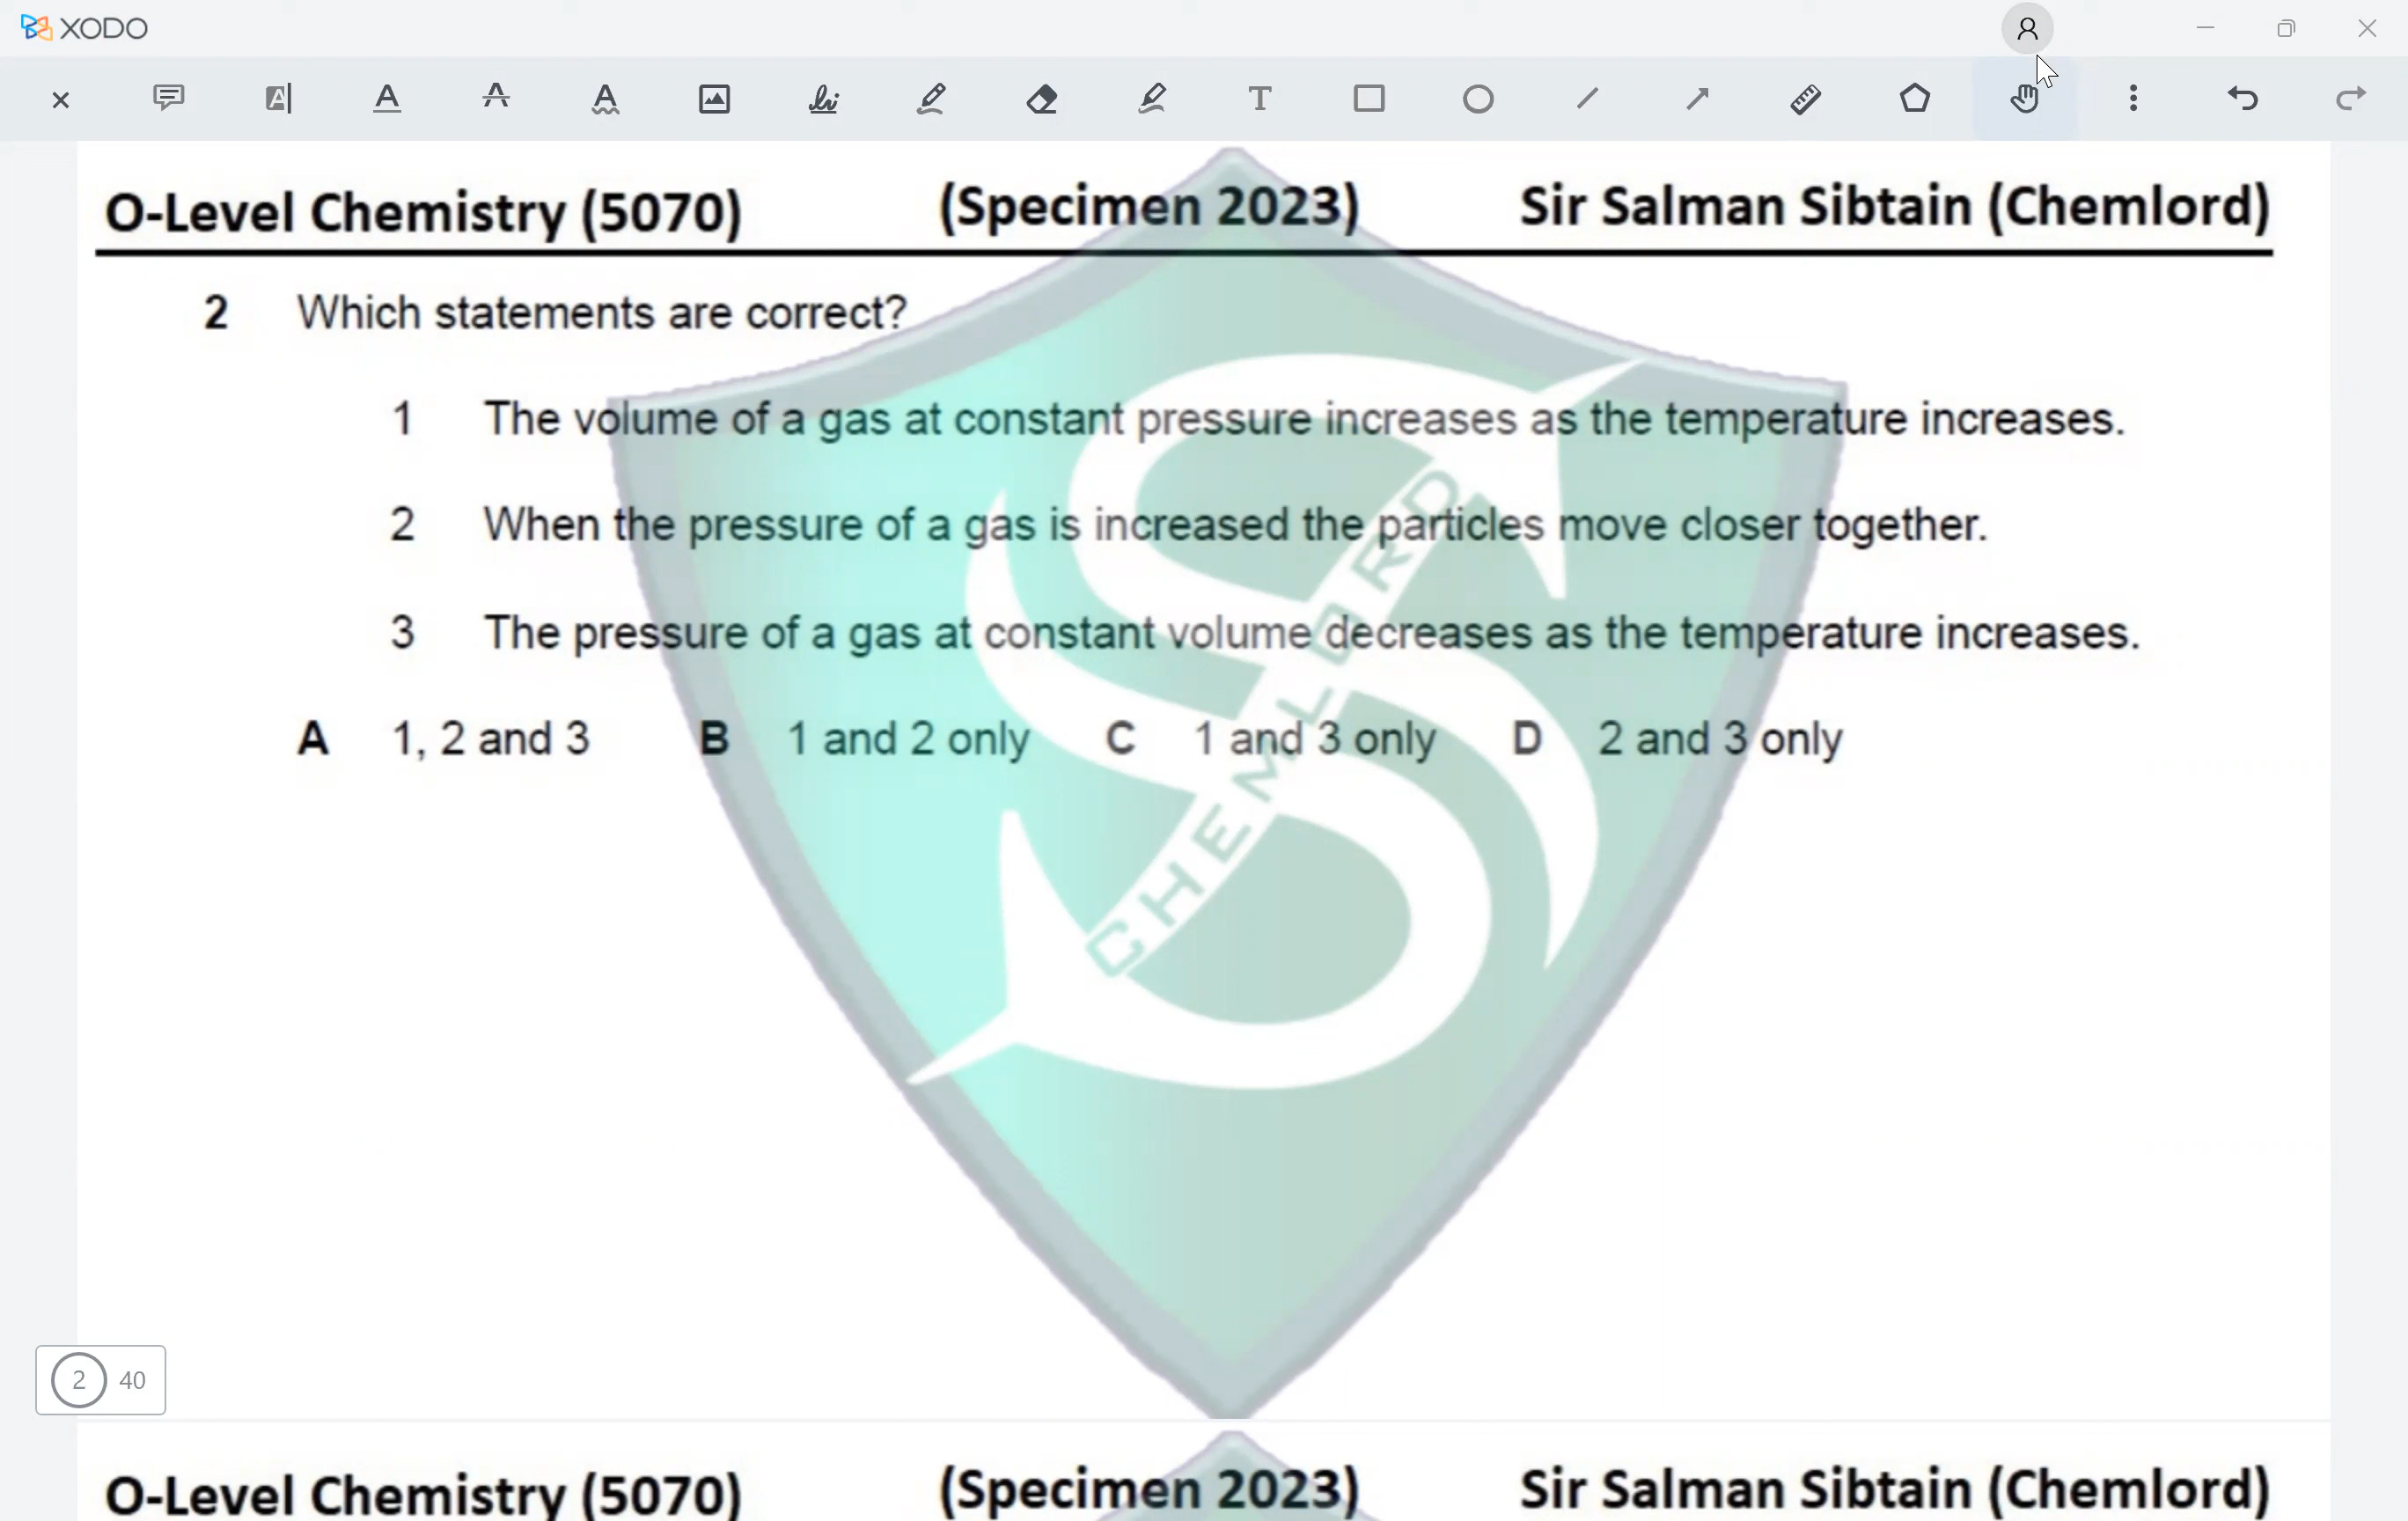 XODO
O-Level Chemistry (5070) (Specimen 2023) Sir Salman Sibtain (Chemlord)
2 Which statements are correct?
1 The volume of a gas at constant pressure increases as the temperature increases.
2 When the pressure of a gas is increased the particles move closer together.
3 The pressure of a gas at constant volume decreases as the temperature increases.
A 1, 2 and 3 B 1 and 2 only C 1 and 3 only D 2 and 3 only
CHEMLORD
2 40
O-Level Chemistry (5070) (Specimen 2023) Sir Salman Sibtain (Chemlord)